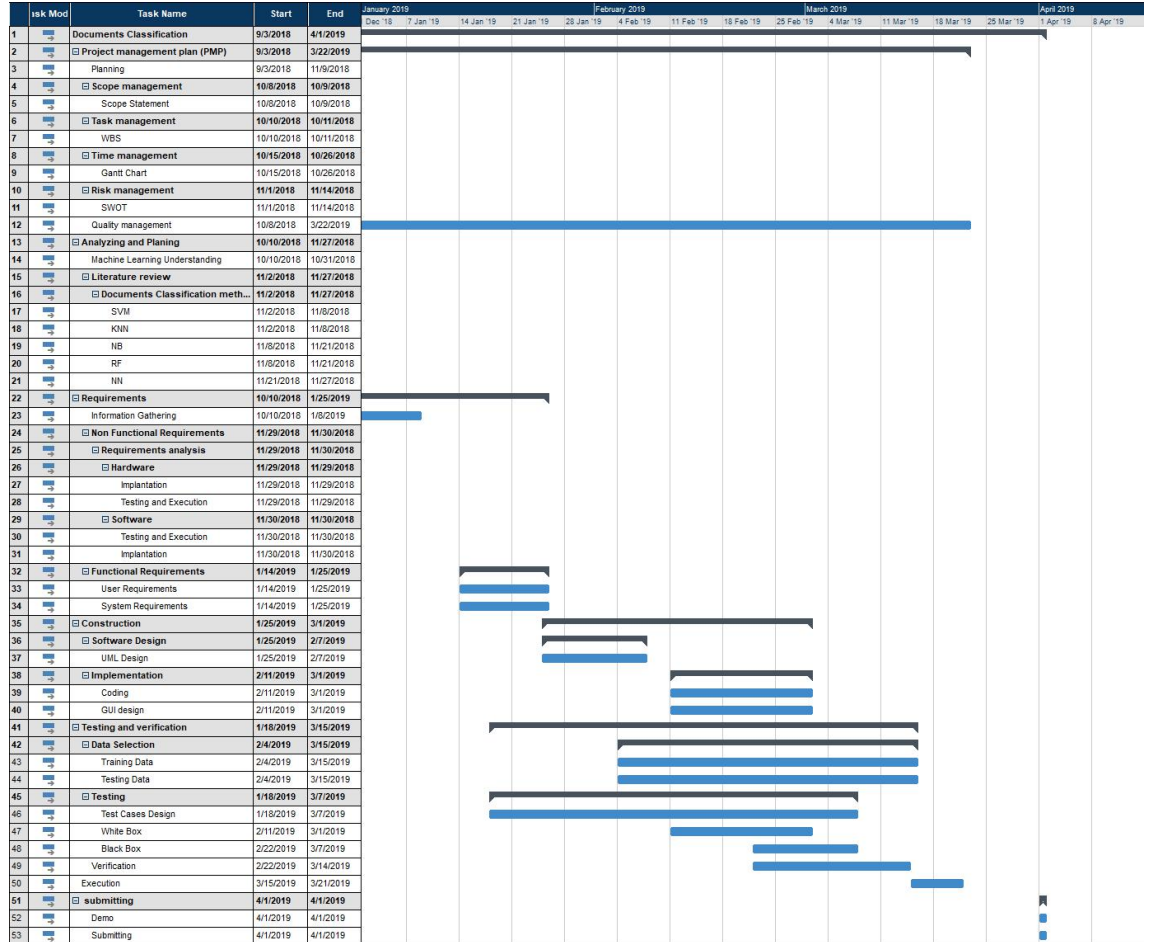 ısk Mod Task Name Start End
January 2019 February 2019 March 2019 April 2019
Dec '18 7 Jan '19 14 Jan '19 21 Jan '19 28 Jan '19 4 Feb '19 11 Feb '19 18 Feb '19 25 Feb '19 4 Mar '19 11 Mar '19 18 Mar '19 25 Mar '19 1 Apr '19 8 Apr '19
1 Documents Classification 9/3/2018 4/1/2019
2 Project management plan (PMP) 9/3/2018 3/22/2019
3 Planning 9/3/2018 11/9/2018
4 Scope management 10/8/2018 10/9/2018
5 Scope Statement 10/8/2018 10/9/2018
6 Task management 10/10/2018 10/11/2018
7 WBS 10/10/2018 10/11/2018
8 Time management 10/15/2018 10/26/2018
9 Gantt Chart 10/15/2018 10/26/2018
10 Risk management 11/1/2018 11/14/2018
11 SWOT 11/1/2018 11/14/2018
12 Quality management 10/8/2018 3/22/2019
13 Analyzing and Planing 10/10/2018 11/27/2018
14 Machine Learning Understanding 10/10/2018 10/31/2018
15 Literature review 11/2/2018 11/27/2018
16 Documents Classification meth... 11/2/2018 11/27/2018
17 SVM 11/2/2018 11/8/2018
18 KNN 11/2/2018 11/8/2018
19 NB 11/8/2018 11/21/2018
20 RF 11/8/2018 11/21/2018
21 NN 11/21/2018 11/27/2018
22 Requirements 10/10/2018 1/25/2019
23 Information Gathering 10/10/2018 1/8/2019
24 Non Functional Requirements 11/29/2018 11/30/2018
25 Requirements analysis 11/29/2018 11/30/2018
26 Hardware 11/29/2018 11/29/2018
27 Implantation 11/29/2018 11/29/2018
28 Testing and Execution 11/29/2018 11/29/2018
29 Software 11/30/2018 11/30/2018
30 Testing and Execution 11/30/2018 11/30/2018
31 Implantation 11/30/2018 11/30/2018
32 Functional Requirements 1/14/2019 1/25/2019
33 User Requirements 1/14/2019 1/25/2019
34 System Requirements 1/14/2019 1/25/2019
35 Construction 1/25/2019 3/1/2019
36 Software Design 1/25/2019 2/7/2019
37 UML Design 1/25/2019 2/7/2019
38 Implementation 2/11/2019 3/1/2019
39 Coding 2/11/2019 3/1/2019
40 GUI design 2/11/2019 3/1/2019
41 Testing and verification 1/18/2019 3/15/2019
42 Data Selection 2/4/2019 3/15/2019
43 Training Data 2/4/2019 3/15/2019
44 Testing Data 2/4/2019 3/15/2019
45 Testing 1/18/2019 3/7/2019
46 Test Cases Design 1/18/2019 3/7/2019
47 White Box 2/11/2019 3/1/2019
48 Black Box 2/22/2019 3/7/2019
49 Verification 2/22/2019 3/14/2019
50 Execution 3/15/2019 3/21/2019
51 submitting 4/1/2019 4/1/2019
52 Demo 4/1/2019 4/1/2019
53 Submitting 4/1/2019 4/1/2019